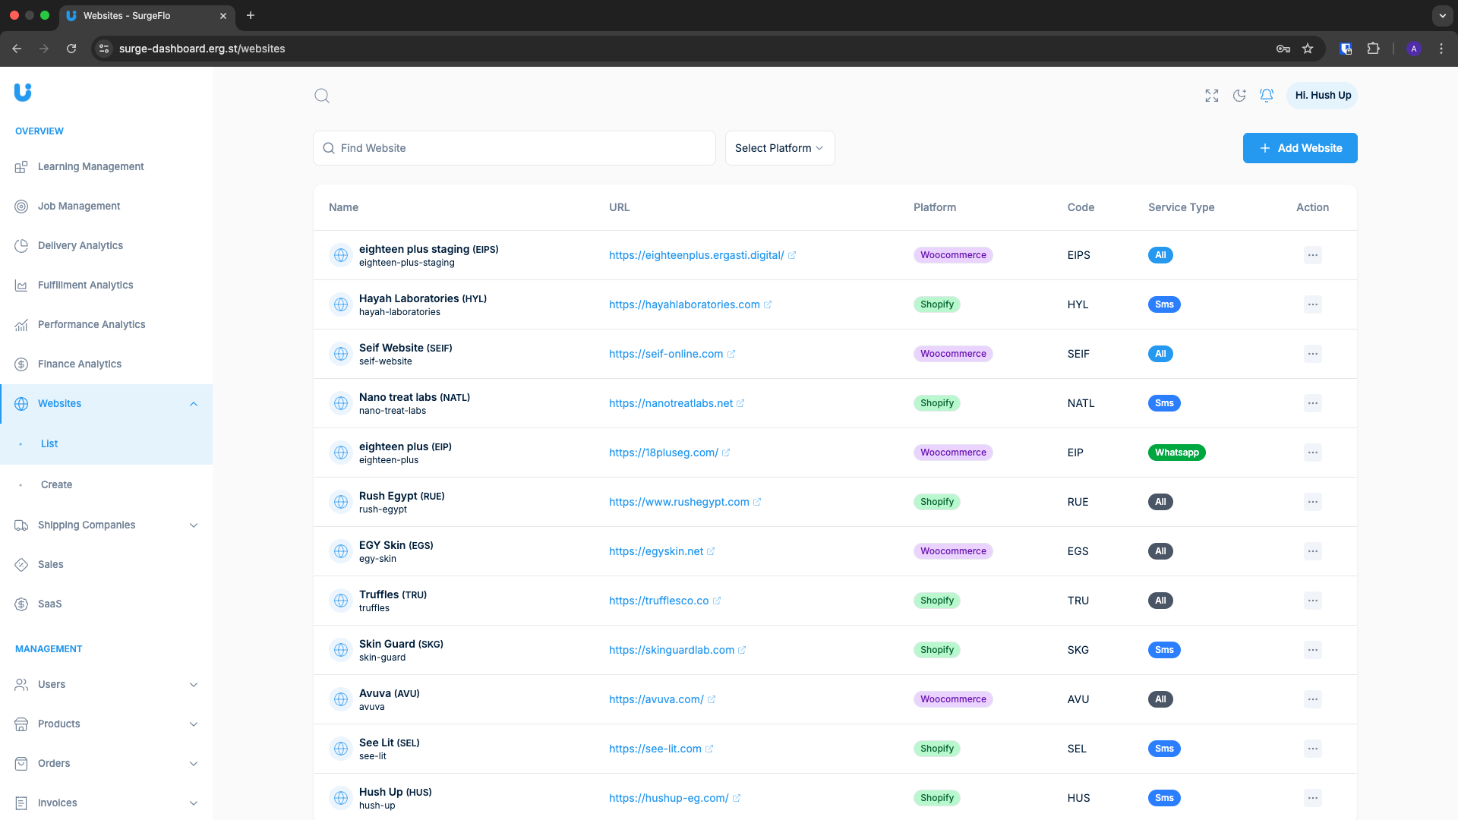 Websites - SurgeFlo
surge-dashboard.erg.st/websites
A
Hi. Hush Up
OVERVIEW
Learning Management
Job Management
Delivery Analytics
Fulfillment Analytics
Performance Analytics
Finance Analytics
Websites
List
Create
Shipping Companies
Sales
SaaS
MANAGEMENT
Users
Products
Orders
Invoices
Find Website
Select Platform
+ Add Website
Name URL Platform Code Service Type Action
eighteen plus staging (EIPS) https://eighteenplus.ergasti.digital/ Woocommerce EIPS All
eighteen-plus-staging
Hayah Laboratories (HYL) https://hayahlaboratories.com Shopify HYL Sms
hayah-laboratories
Seif Website (SEIF) https://seif-online.com Woocommerce SEIF All
seif-website
Nano treat labs (NATL) https://nanotreatlabs.net Shopify NATL Sms
nano-treat-labs
eighteen plus (EIP) https://18pluseg.com/ Woocommerce EIP Whatsapp
eighteen-plus
Rush Egypt (RUE) https://www.rushegypt.com Shopify RUE All
rush-egypt
EGY Skin (EGS) https://egyskin.net Woocommerce EGS All
egy-skin
Truffles (TRU) https://trufflesco.co Shopify TRU All
truffles
Skin Guard (SKG) https://skinguardlab.com Shopify SKG Sms
skin-guard
Avuva (AVU) https://avuva.com/ Woocommerce AVU All
avuva
See Lit (SEL) https://see-lit.com Shopify SEL Sms
see-lit
Hush Up (HUS) https://hushup-eg.com/ Shopify HUS Sms
hush-up